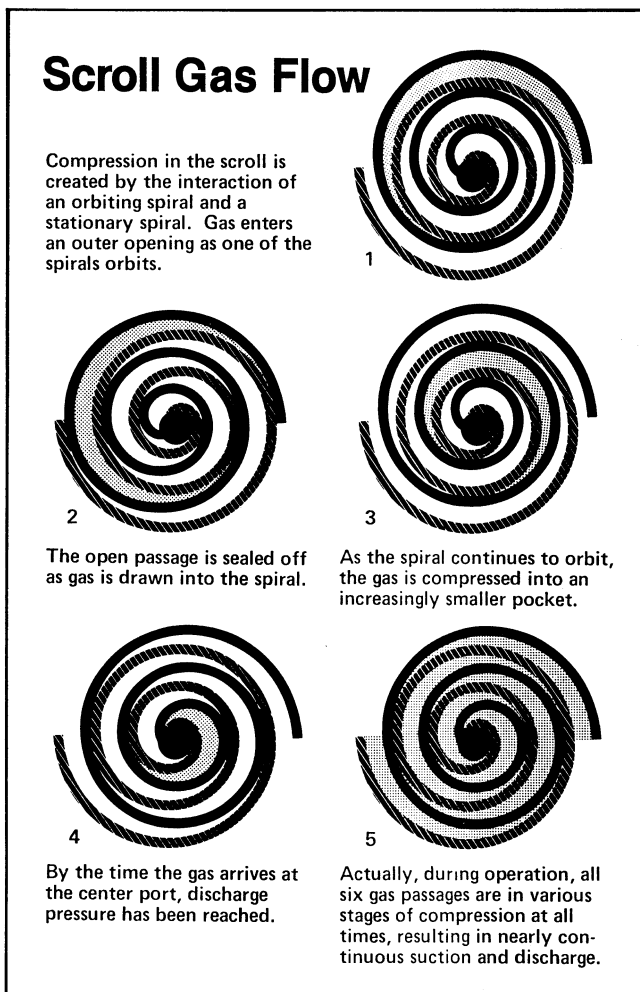 Scroll Gas Flow
Compression in the scroll is
created by the interaction of
an orbiting spiral and a
stationary spiral. Gas enters
an outer opening as one of the
spirals orbits.
1
2
The open passage is sealed off
as gas is drawn into the spiral.
3
As the spiral continues to orbit,
the gas is compressed into an
increasingly smaller pocket.
4
By the time the gas arrives at
the center port, discharge
pressure has been reached.
5
Actually, during operation, all
six gas passages are in various
stages of compression at all
times, resulting in nearly con-
tinuous suction and discharge.